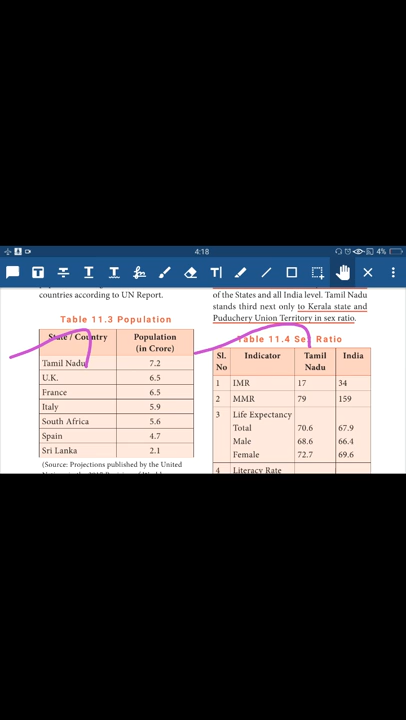 4:18
4%
T T T T
countries according to UN Report.
Table 11.3 Population
State / Country Population (in Crore)
Tamil Nadu 7.2
U.K. 6.5
France 6.5
Italy 5.9
South Africa 5.6
Spain 4.7
Sri Lanka 2.1
(Source: Projections published by the United
of the States and all India level. Tamil Nadu
stands third next only to Kerala state and
Puduchery Union Territory in sex ratio.
Table 11.4 Sex Ratio
Sl. No Indicator Tamil Nadu India
1 IMR 17 34
2 MMR 79 159
3 Life Expectancy
Total 70.6 67.9
Male 68.6 66.4
Female 72.7 69.6
4 Literacy Rate